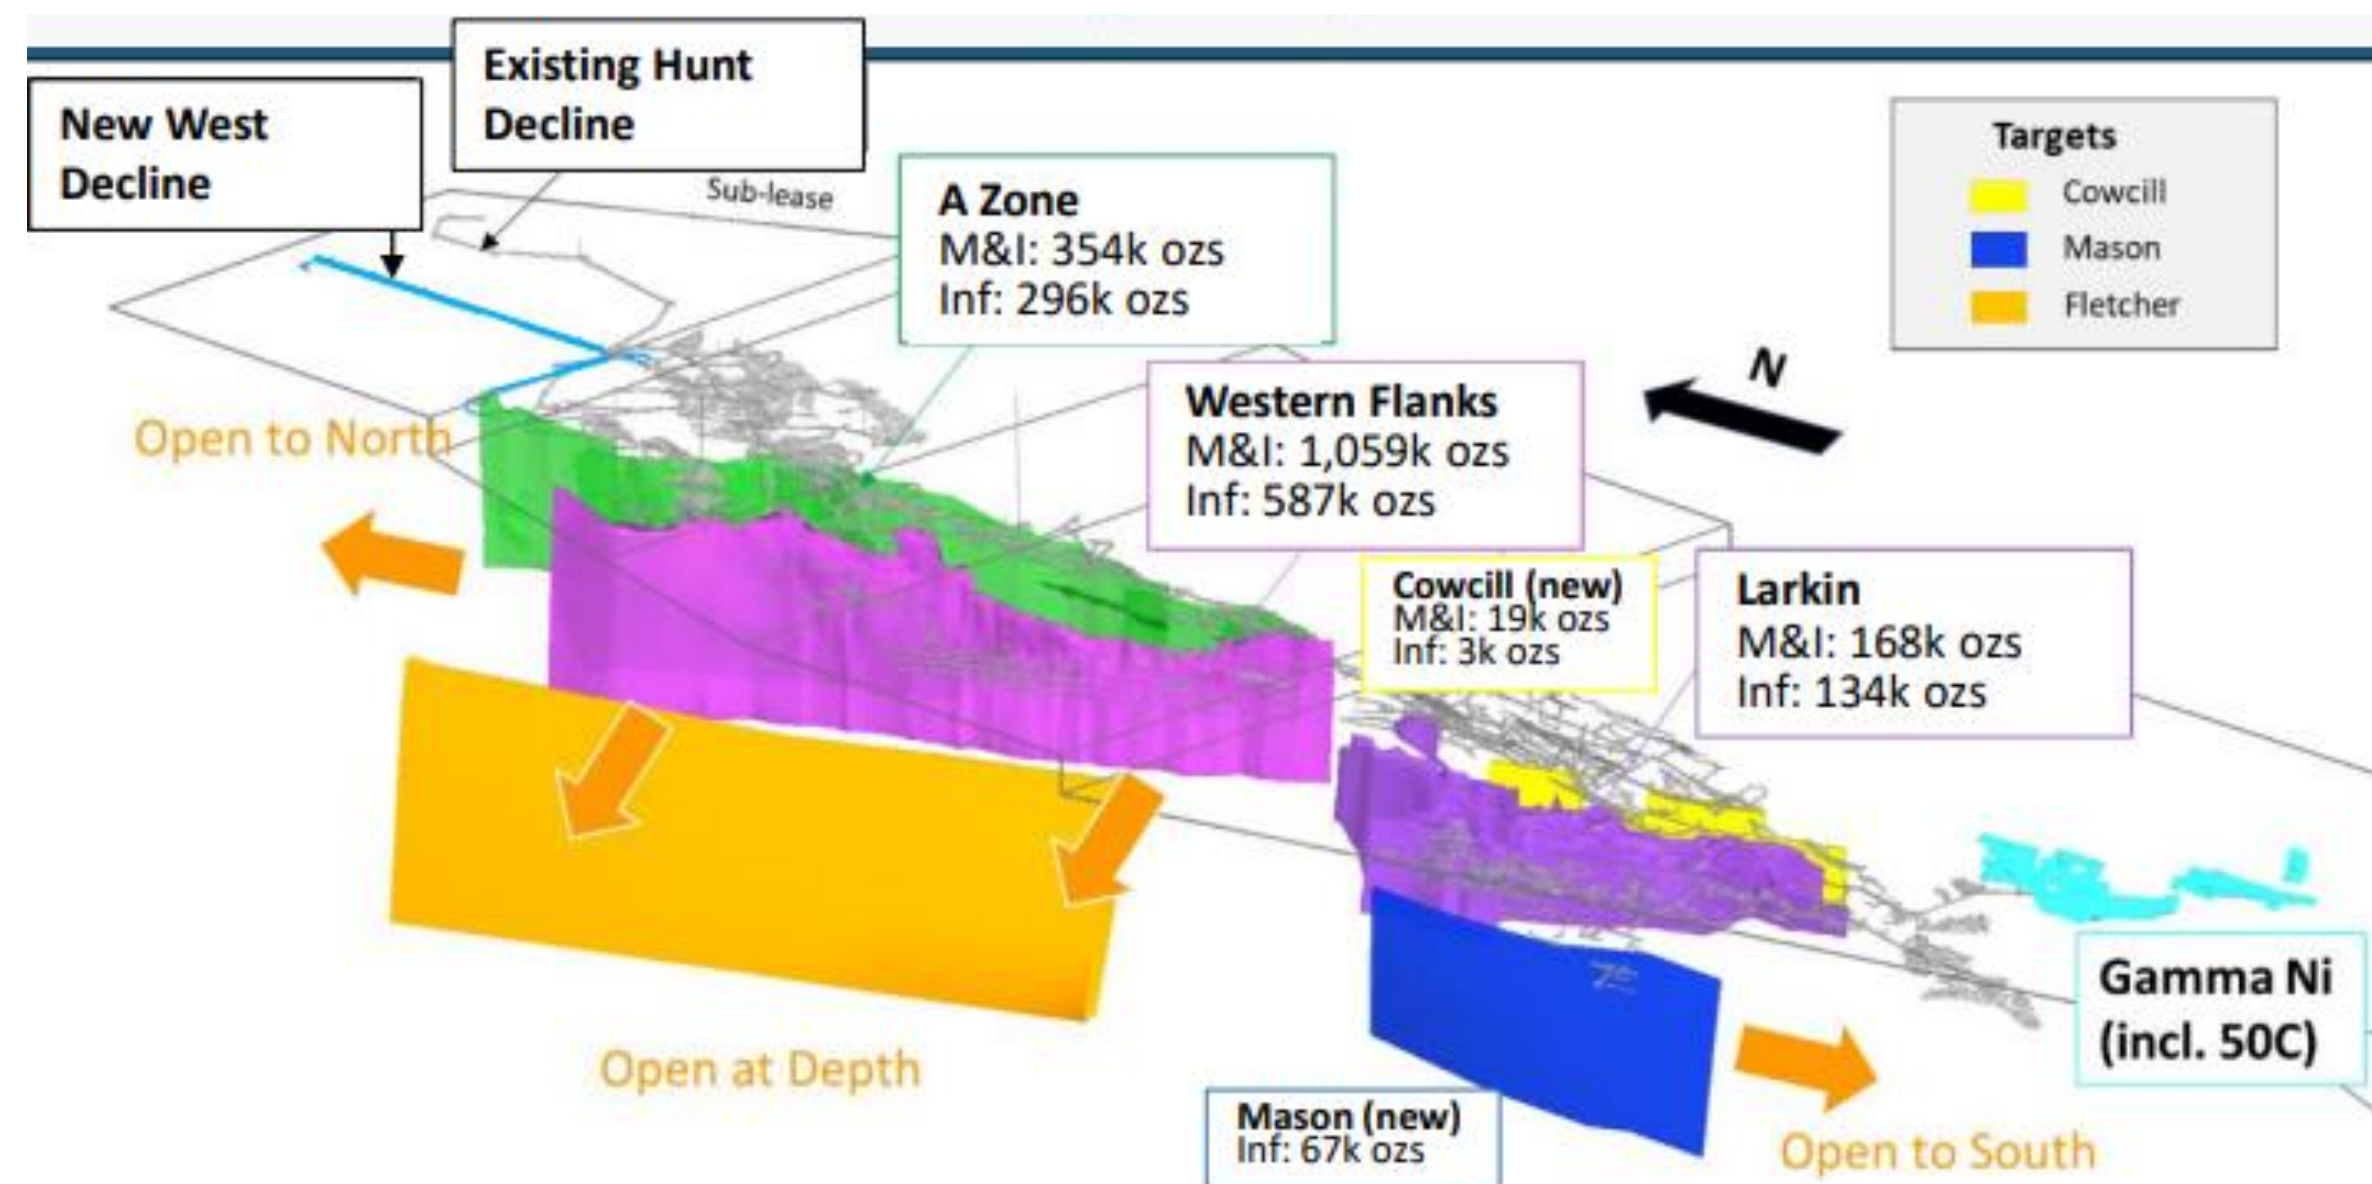 Existing Hunt
Decline
New West
Decline
Sub-lease
A Zone
M&I: 354k ozs
Inf: 296k ozs
Targets
Cowcill
Mason
Fletcher
N
Western Flanks
M&I: 1,059k ozs
Inf: 587k ozs
Open to North
Cowcill (new)
M&I: 19k ozs
Inf: 3k ozs
Larkin
M&I: 168k ozs
Inf: 134k ozs
Gamma Ni
(incl. 50C)
Open at Depth
Mason (new)
Inf: 67k ozs
Open to South